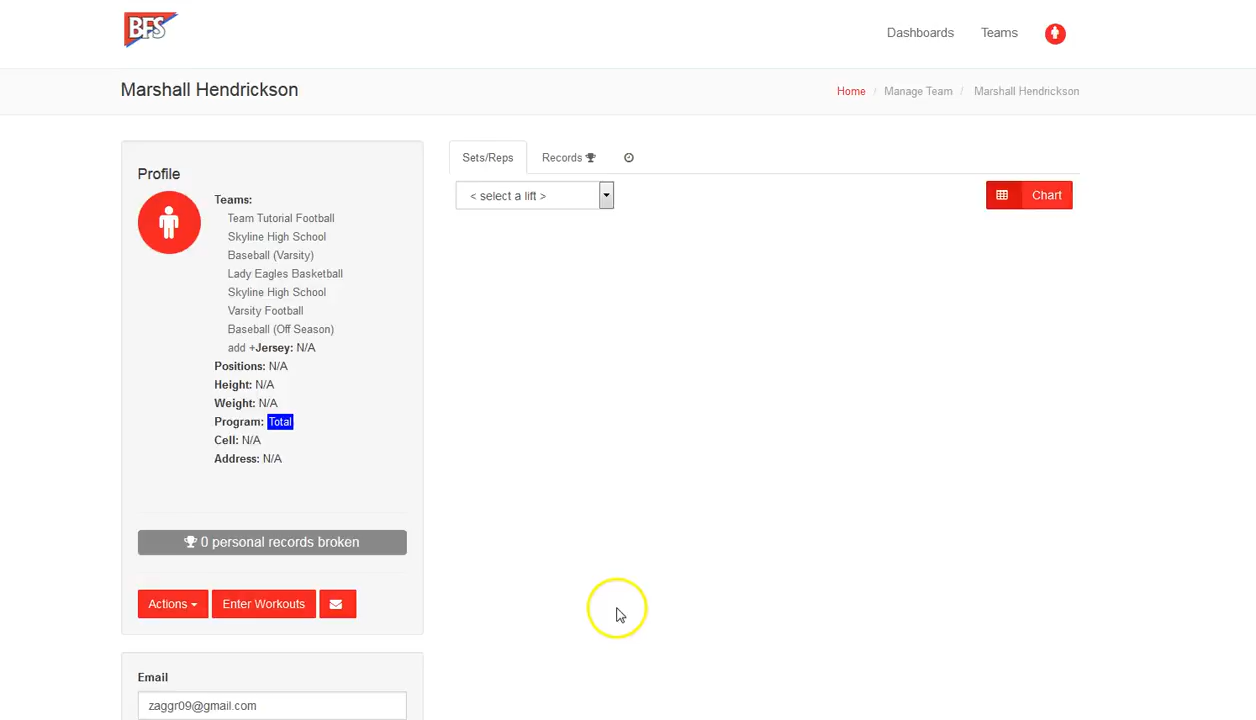 BFS
Dashboards
Teams
Marshall Hendrickson
Home / Manage Team / Marshall Hendrickson
Profile
Teams:
Team Tutorial Football
Skyline High School
Baseball (Varsity)
Lady Eagles Basketball
Skyline High School
Varsity Football
Baseball (Off Season)
add +Jersey: N/A
Positions: N/A
Height: N/A
Weight: N/A
Program: Total
Cell: N/A
Address: N/A
0 personal records broken
Actions
Enter Workouts
Email
zaggr09@gmail.com
Sets/Reps
Records
< select a lift >
Chart